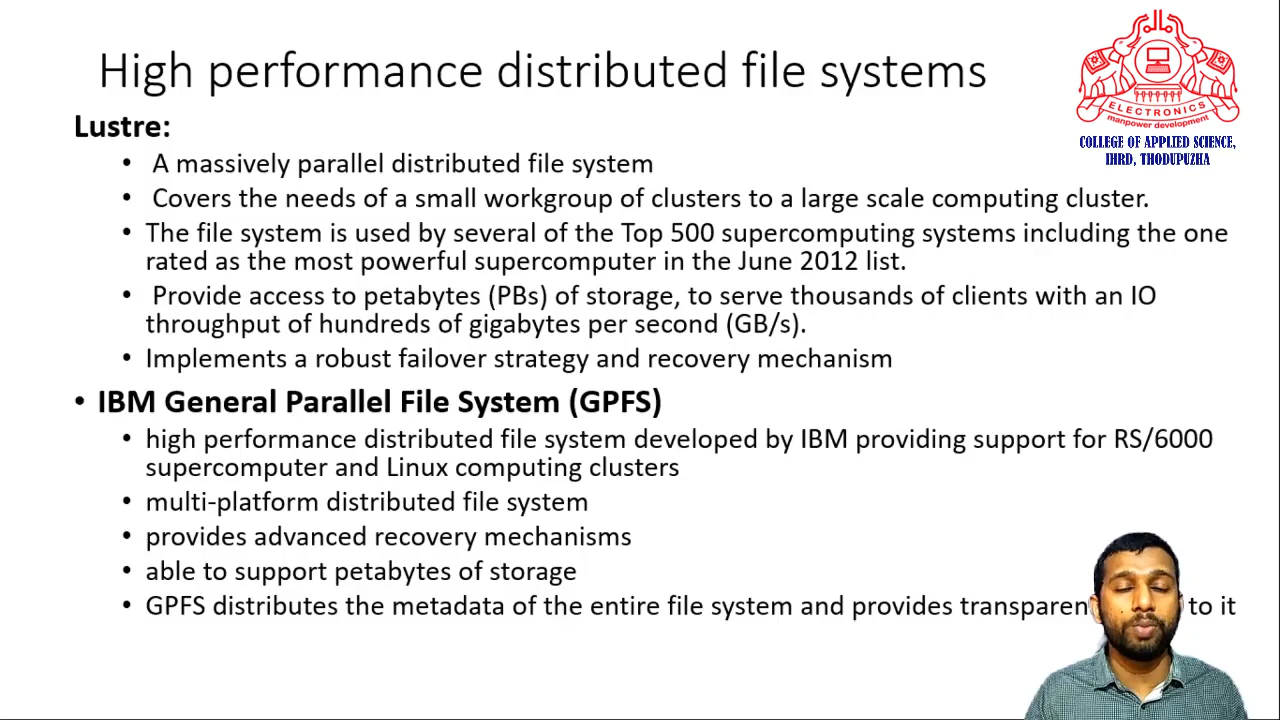 High performance distributed file systems
ELECTRONICS
manpower development
COLLEGE OF APPLIED SCIENCE,
IHRD, THODUPUZHA
Lustre:
• A massively parallel distributed file system
• Covers the needs of a small workgroup of clusters to a large scale computing cluster.
• The file system is used by several of the Top 500 supercomputing systems including the one
rated as the most powerful supercomputer in the June 2012 list.
• Provide access to petabytes (PBs) of storage, to serve thousands of clients with an IO
throughput of hundreds of gigabytes per second (GB/s).
• Implements a robust failover strategy and recovery mechanism
• IBM General Parallel File System (GPFS)
• high performance distributed file system developed by IBM providing support for RS/6000
supercomputer and Linux computing clusters
• multi-platform distributed file system
• provides advanced recovery mechanisms
• able to support petabytes of storage
• GPFS distributes the metadata of the entire file system and provides to it